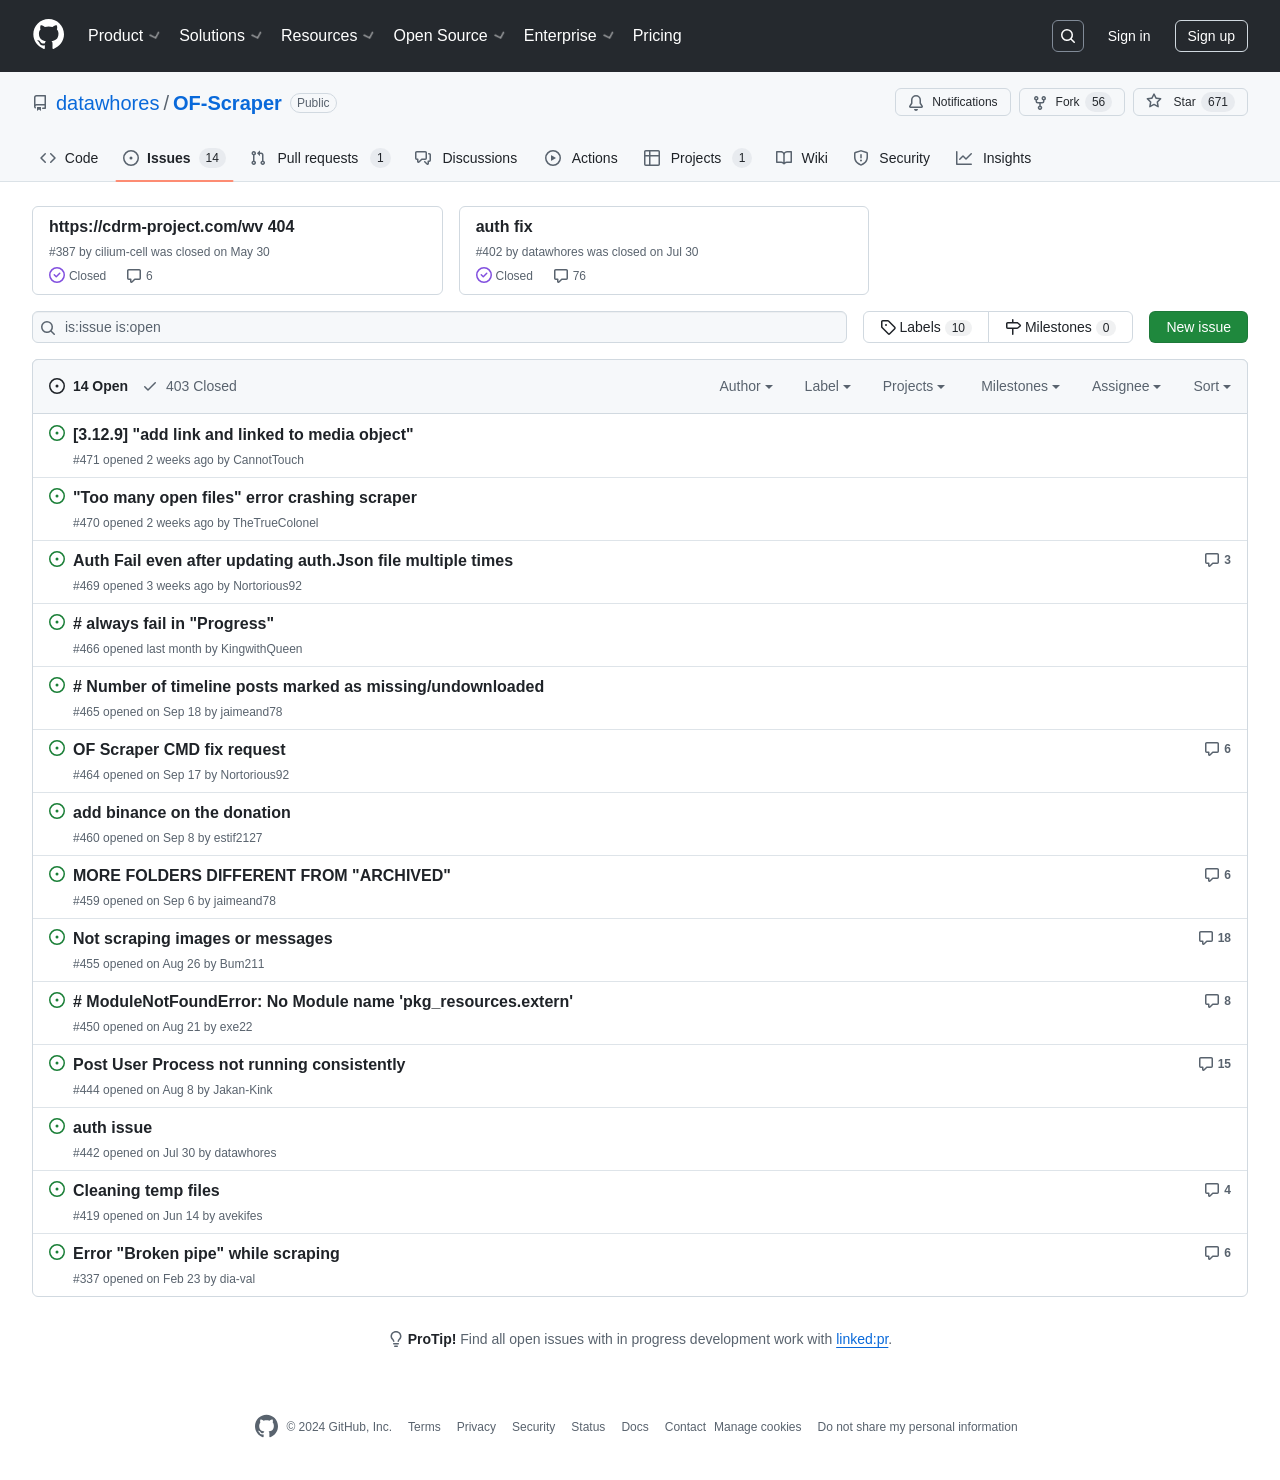 Product Solutions Resources Open Source Enterprise Pricing Sign in Sign up
datawhores / OF-Scraper Public Notifications Fork 56 Star 671
Code Issues 14 Pull requests 1 Discussions Actions Projects 1 Wiki Security Insights
https://cdrm-project.com/wv 404
#387 by cilium-cell was closed on May 30
Closed 6
auth fix
#402 by datawhores was closed on Jul 30
Closed 76
is:issue is:open Labels 10 Milestones 0 New issue
14 Open 403 Closed Author Label Projects Milestones Assignee Sort
[3.12.9] "add link and linked to media object"
#471 opened 2 weeks ago by CannotTouch
"Too many open files" error crashing scraper
#470 opened 2 weeks ago by TheTrueColonel
Auth Fail even after updating auth.Json file multiple times 3
#469 opened 3 weeks ago by Nortorious92
# always fail in "Progress"
#466 opened last month by KingwithQueen
# Number of timeline posts marked as missing/undownloaded
#465 opened on Sep 18 by jaimeand78
OF Scraper CMD fix request 6
#464 opened on Sep 17 by Nortorious92
add binance on the donation
#460 opened on Sep 8 by estif2127
MORE FOLDERS DIFFERENT FROM "ARCHIVED" 6
#459 opened on Sep 6 by jaimeand78
Not scraping images or messages 18
#455 opened on Aug 26 by Bum211
# ModuleNotFoundError: No Module name 'pkg_resources.extern' 8
#450 opened on Aug 21 by exe22
Post User Process not running consistently 15
#444 opened on Aug 8 by Jakan-Kink
auth issue
#442 opened on Jul 30 by datawhores
Cleaning temp files 4
#419 opened on Jun 14 by avekifes
Error "Broken pipe" while scraping 6
#337 opened on Feb 23 by dia-val
ProTip! Find all open issues with in progress development work with linked:pr.
© 2024 GitHub, Inc. Terms Privacy Security Status Docs Contact Manage cookies Do not share my personal information